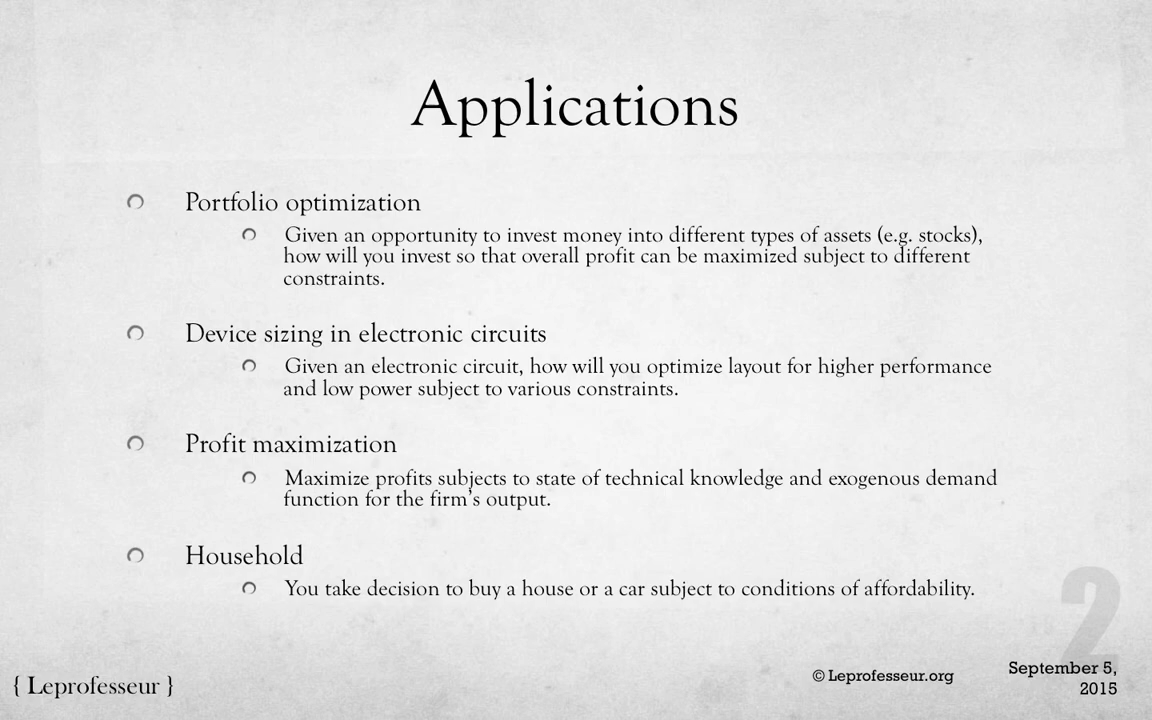 Applications
Portfolio optimization
Given an opportunity to invest money into different types of assets (e.g. stocks),
how will you invest so that overall profit can be maximized subject to different
constraints.
Device sizing in electronic circuits
Given an electronic circuit, how will you optimize layout for higher performance
and low power subject to various constraints.
Profit maximization
Maximize profits subjects to state of technical knowledge and exogenous demand
function for the firm's output.
Household
You take decision to buy a house or a car subject to conditions of affordability.
2
{ Leprofesseur }
© Leprofesseur.org
September 5,
2015